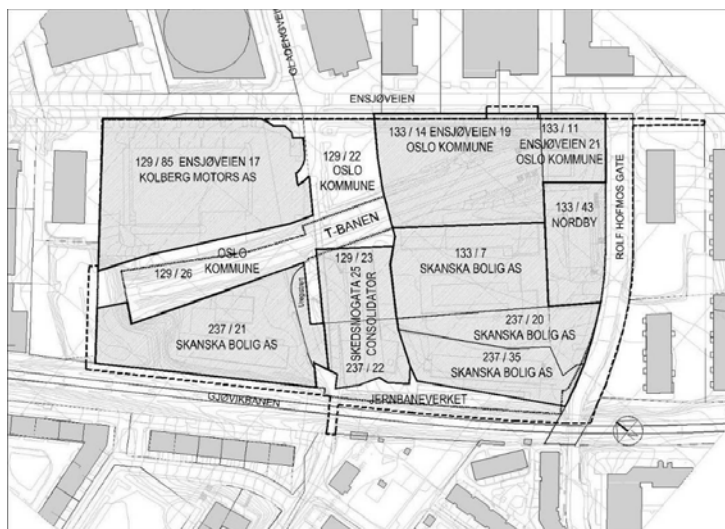 GLADENGVEIEN
ENSJØVEIEN
129 / 85 ENSJØVEIEN 17
KOLBERG MOTORS AS
129 / 22
OSLO
KOMMUNE
133 / 14 ENSJØVEIEN 19
OSLO KOMMUNE
133 / 11
ENSJØVEIEN 21
OSLO KOMMUNE
133 / 43
NORDBY
ROLF HOFMOS GATE
T-BANEN
OSLO
KOMMUNE
129 / 26
129 / 23
SKEDSMOGATA 25
CONSOLIDATOR
237 / 22
133 / 7
SKANSKA BOLIG AS
237 / 21
SKANSKA BOLIG AS
237 / 20
SKANSKA BOLIG AS
237 / 35
SKANSKA BOLIG AS
GJØVIKBANEN
JERNBANEVERKET